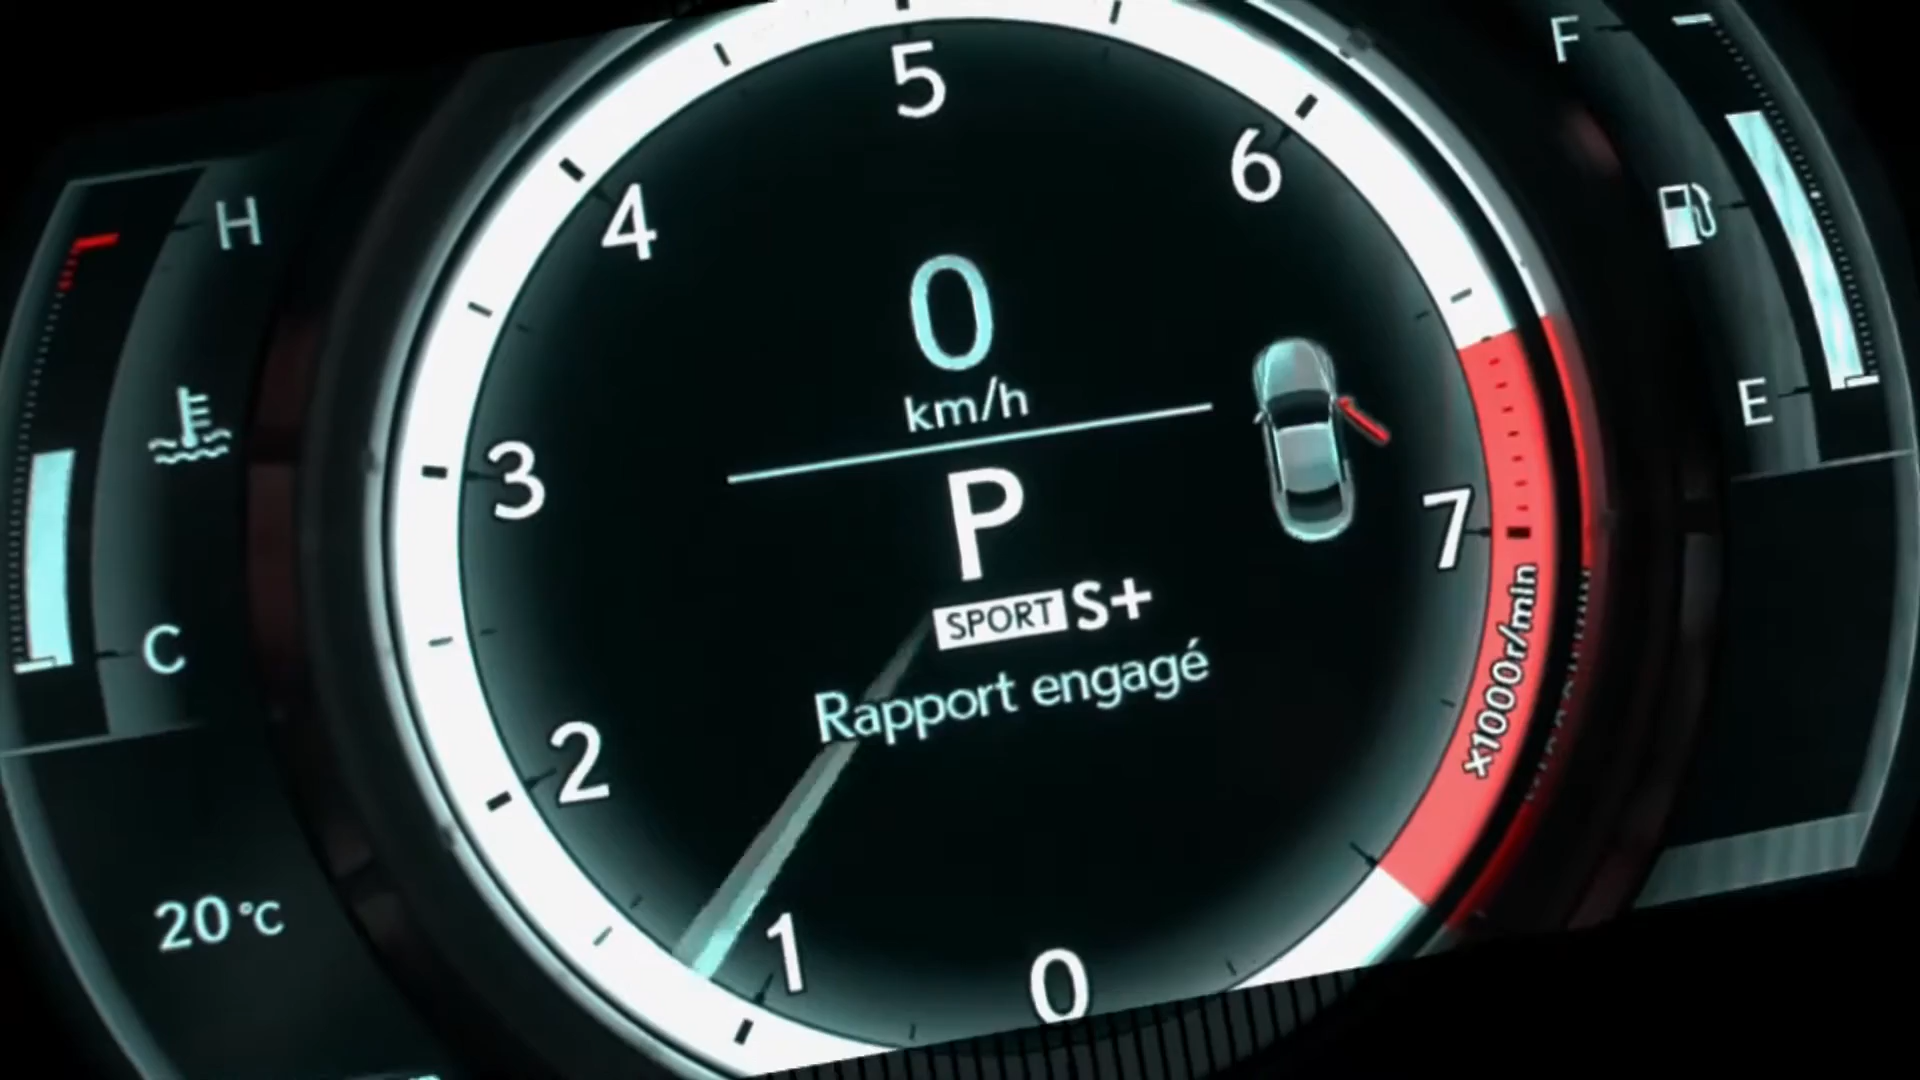 5
F
6
4
H
0
km/h
E
3
P
7
SPORT S+
C
Rapport engagé
x1000r/min
2
20°C
1
0